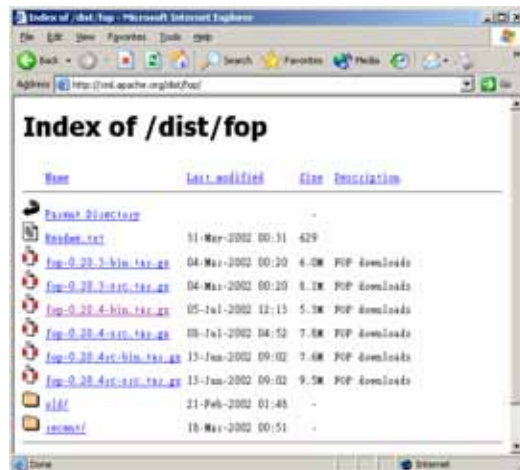 Index of /dist/fop - Microsoft Internet Explorer
File Edit View Favorites Tools Help
Back Search Favorites Media
Address http://xml.apache.org/dist/fop/ Go
Index of /dist/fop
Name Last modified Size Description
Parent Directory -
Readme.txt 31-Mar-2002 00:31 629
fop-0.20.3-bin.tar.gz 04-Mar-2002 00:20 6.0M FOP downloads
fop-0.20.3-src.tar.gz 04-Mar-2002 00:20 8.1M FOP downloads
fop-0.20.4-bin.tar.gz 05-Jul-2002 12:15 5.3M FOP downloads
fop-0.20.4-src.tar.gz 08-Jul-2002 04:52 7.8M FOP downloads
fop-0.20.4rc-bin.tar.gz 13-Jun-2002 09:02 7.6M FOP downloads
fop-0.20.4rc-src.tar.gz 13-Jun-2002 09:02 9.5M FOP downloads
old/ 21-Feb-2002 01:48 -
recent/ 18-Mar-2002 00:51 -
Done Internet